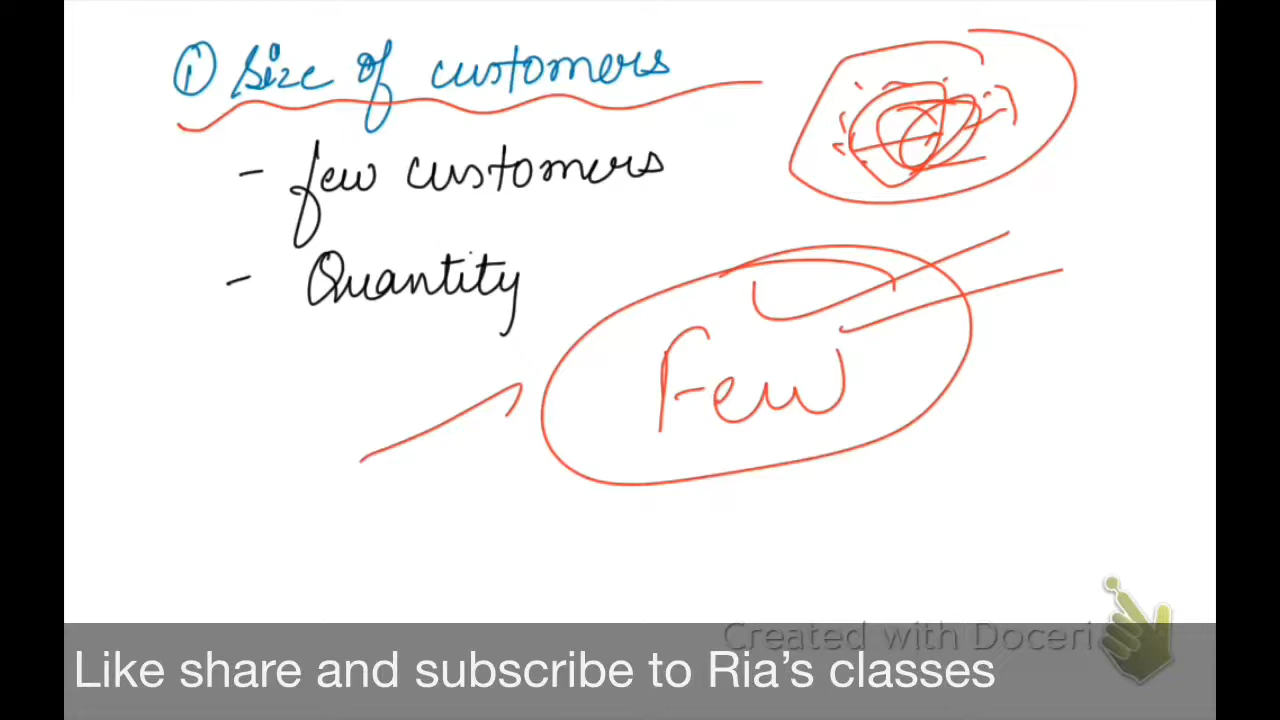 ① Size of customers
- few customers
- Quantity
Few
Created with Doceri
Like share and subscribe to Ria's classes